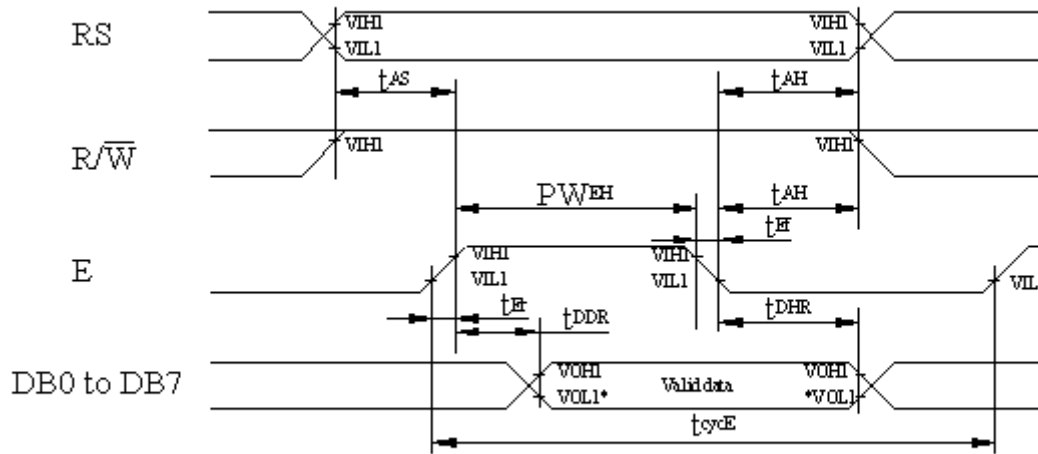 RS
VIH1 VIH1
VIL1 VIL1
tAS tAH
R/W̅
VIH1 VIH1
PWEH tAH
tEf
E
VIH1 VIH1
VIL1 VIL1 VIL
tEr tDDR tDHR
DB0 to DB7
VOH1 Valid data VOH1
VOL1* *VOL1
tcycE